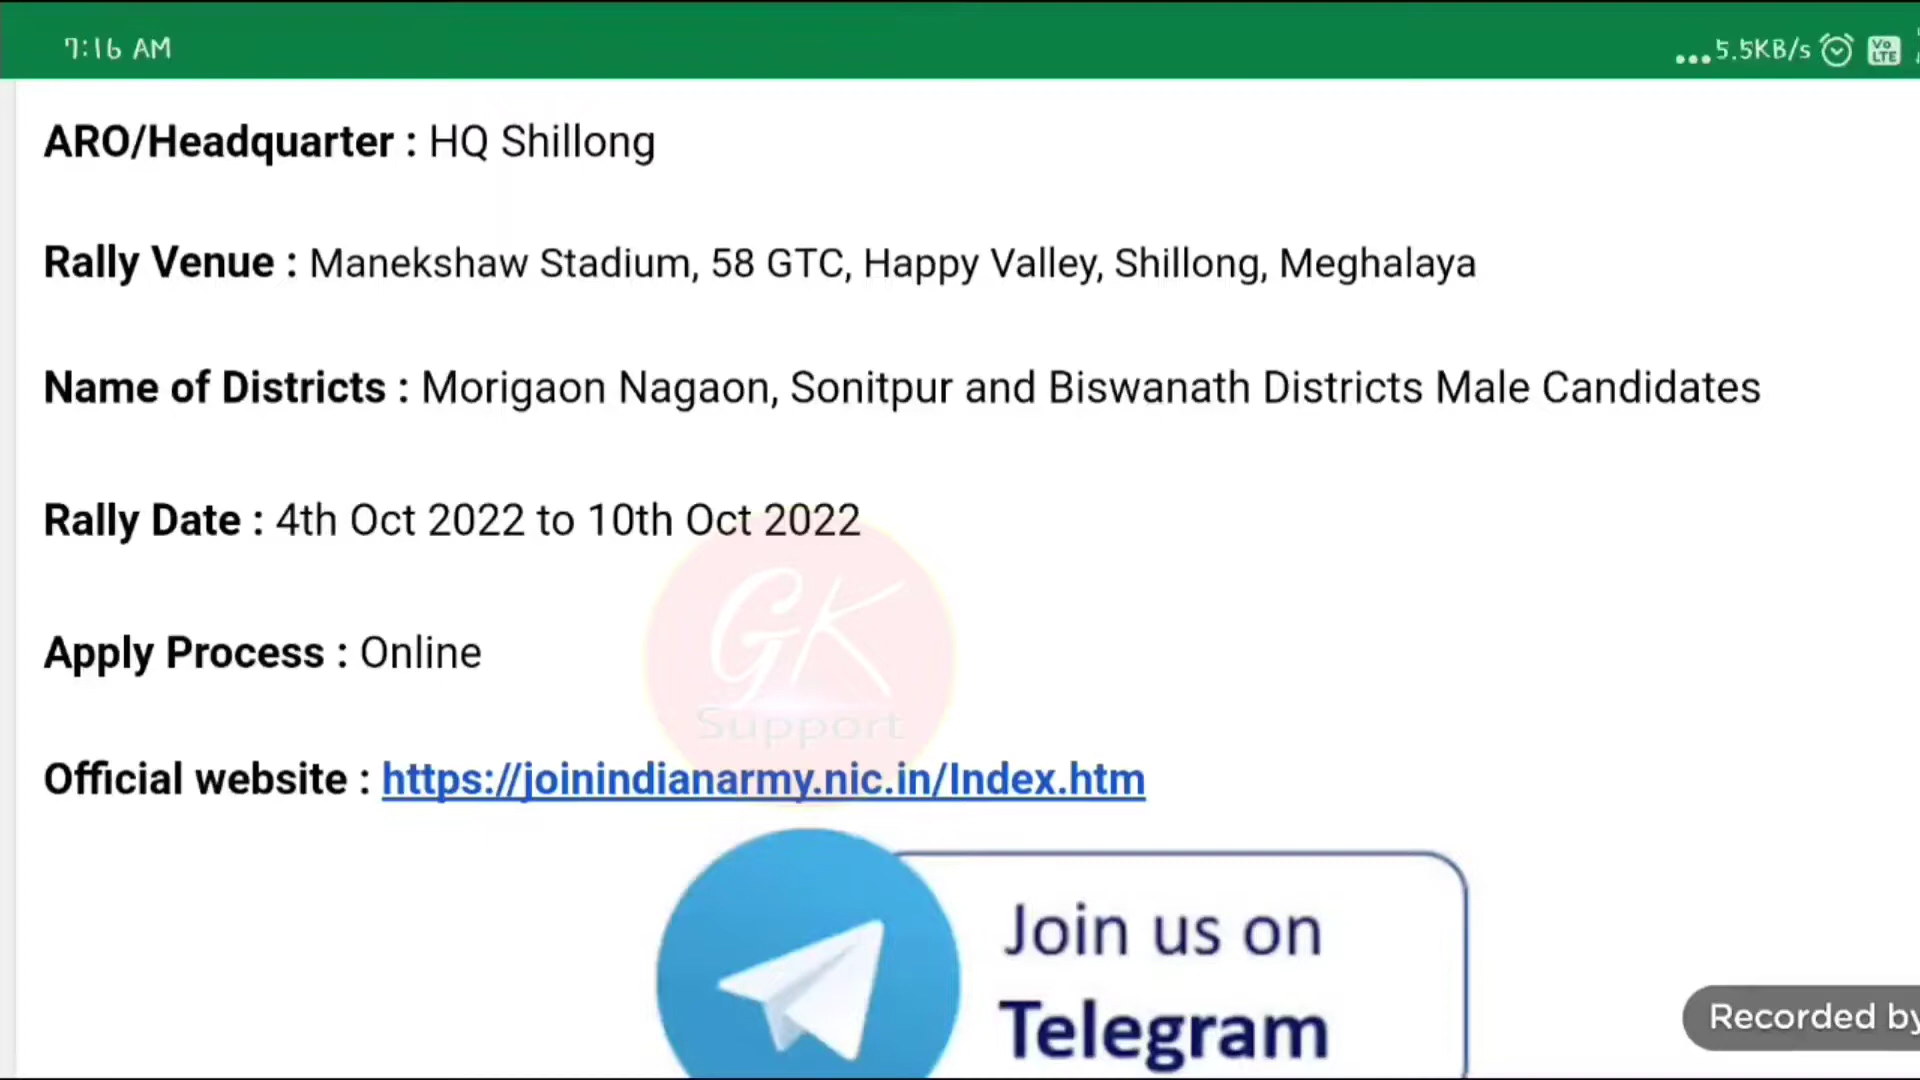 7:16 AM
...5.5KB/s
Vo LTE
ARO/Headquarter : HQ Shillong
Rally Venue : Manekshaw Stadium, 58 GTC, Happy Valley, Shillong, Meghalaya
Name of Districts : Morigaon Nagaon, Sonitpur and Biswanath Districts Male Candidates
Rally Date : 4th Oct 2022 to 10th Oct 2022
GK
Support
Apply Process : Online
Official website : https://joinindianarmy.nic.in/Index.htm
Join us on
Telegram
Recorded by